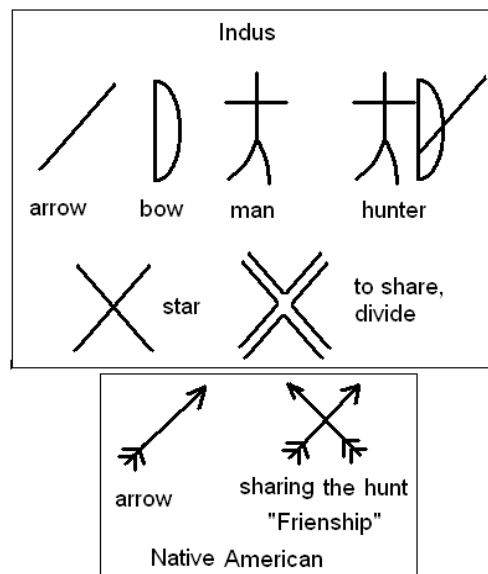 Indus
arrow bow man hunter
star
to share,
divide
arrow
sharing the hunt
"Frienship"
Native American